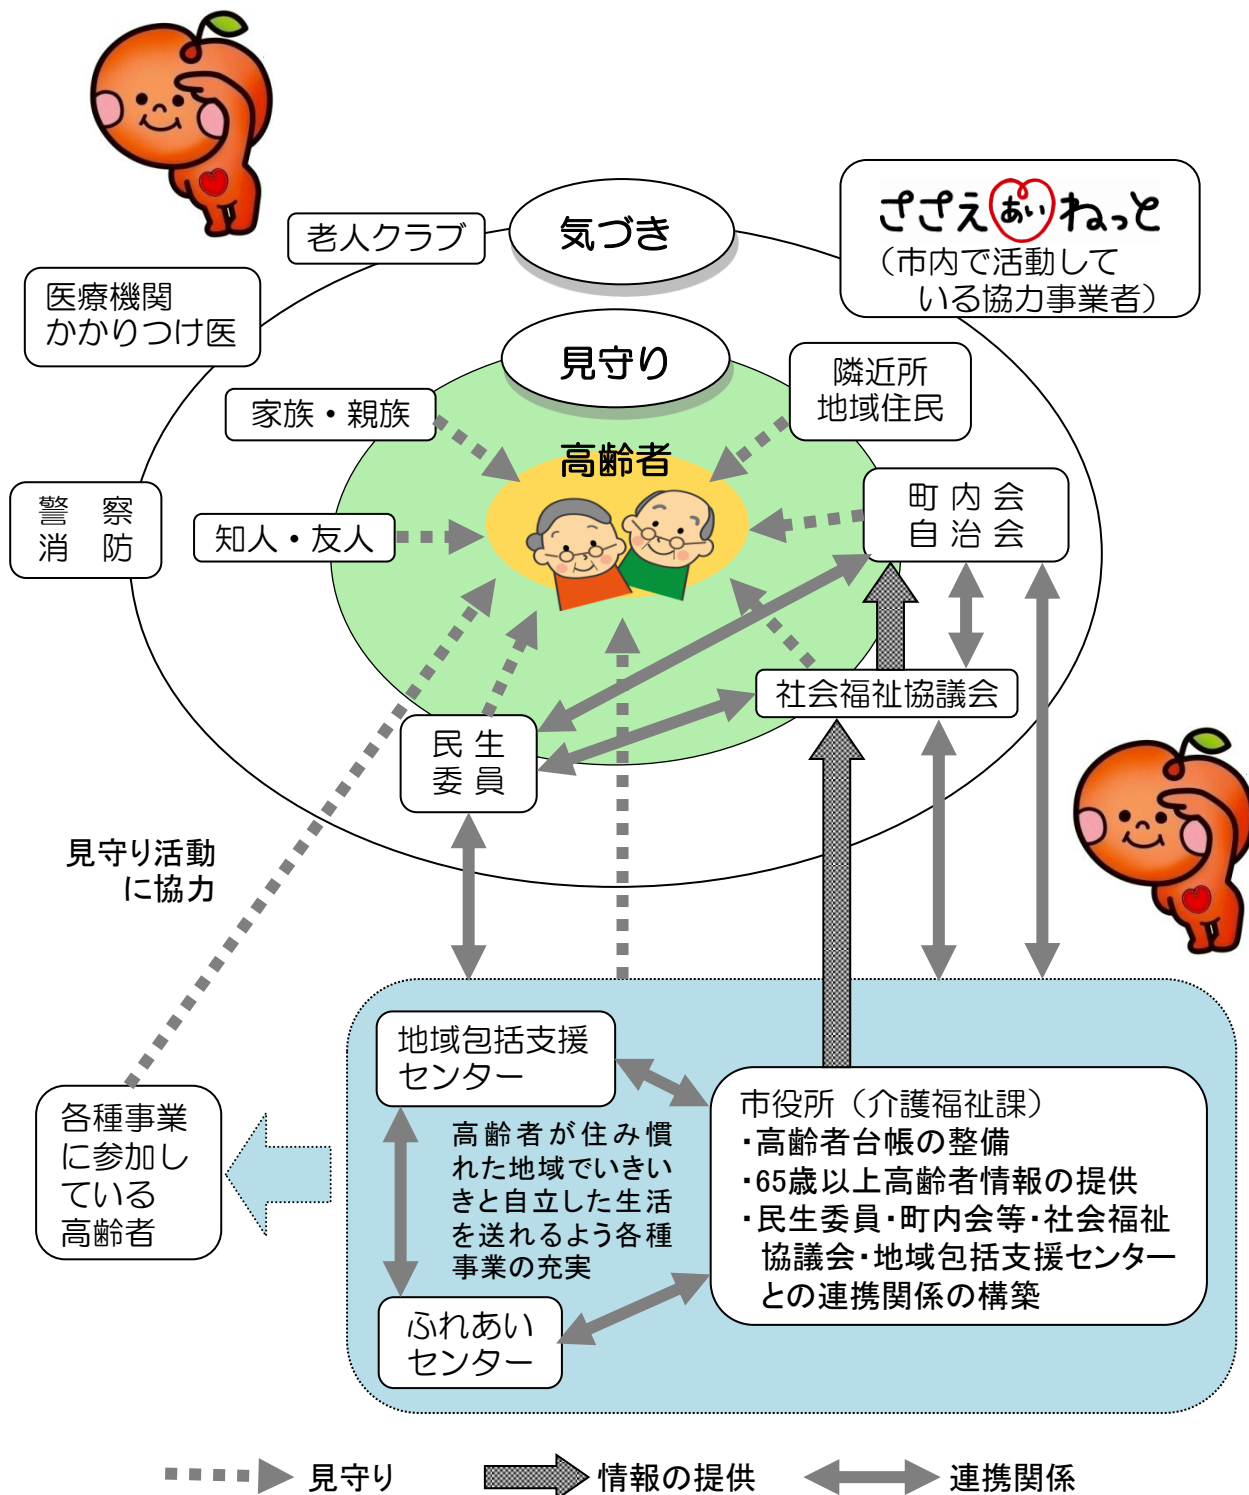 気づき
ささえあいねっと
（市内で活動して
いる協力事業者）
老人クラブ
医療機関
かかりつけ医
見守り
隣近所
地域住民
家族・親族
高齢者
警　察
消　防
知人・友人
町 内 会
自 治 会
社会福祉協議会
民 生
委 員
見守り活動
に協力
地域包括支援
センター
市役所（介護福祉課）
・高齢者台帳の整備
・65歳以上高齢者情報の提供
・民生委員・町内会等・社会福祉
協議会・地域包括支援センター
との連携関係の構築
各種事業
に参加し
ている
高齢者
高齢者が住み慣
れた地域でいきい
きと自立した生活
を送れるよう各種
事業の充実
ふれあい
センター
見守り
情報の提供
連携関係